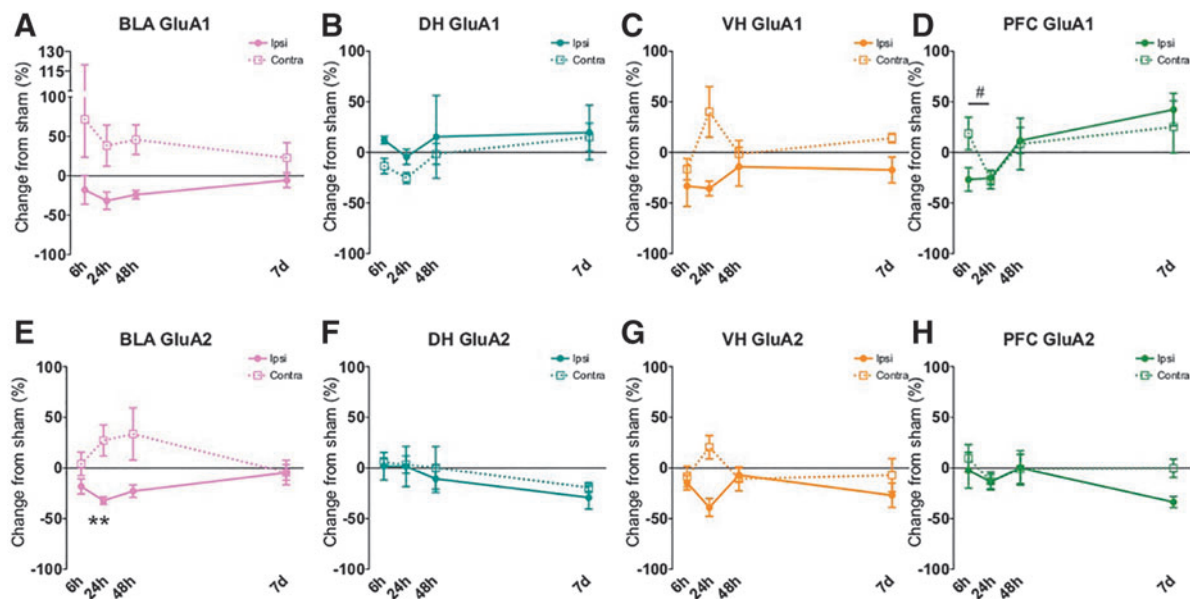 A BLA GluA1
Ipsi
Contra
Change from sham (%)
130
115
100
50
0
-50
-100
6h 24h 48h 7d
B DH GluA1
Ipsi
Contra
Change from sham (%)
100
50
0
-50
-100
6h 24h 48h 7d
C VH GluA1
Ipsi
Contra
Change from sham (%)
100
50
0
-50
-100
6h 24h 48h 7d
D PFC GluA1
Ipsi
Contra
Change from sham (%)
100
50
0
-50
-100
#
6h 24h 48h 7d
E BLA GluA2
Ipsi
Contra
Change from sham (%)
100
50
0
-50
-100
**
6h 24h 48h 7d
F DH GluA2
Ipsi
Contra
Change from sham (%)
100
50
0
-50
-100
6h 24h 48h 7d
G VH GluA2
Ipsi
Contra
Change from sham (%)
100
50
0
-50
-100
6h 24h 48h 7d
H PFC GluA2
Ipsi
Contra
Change from sham (%)
100
50
0
-50
-100
6h 24h 48h 7d